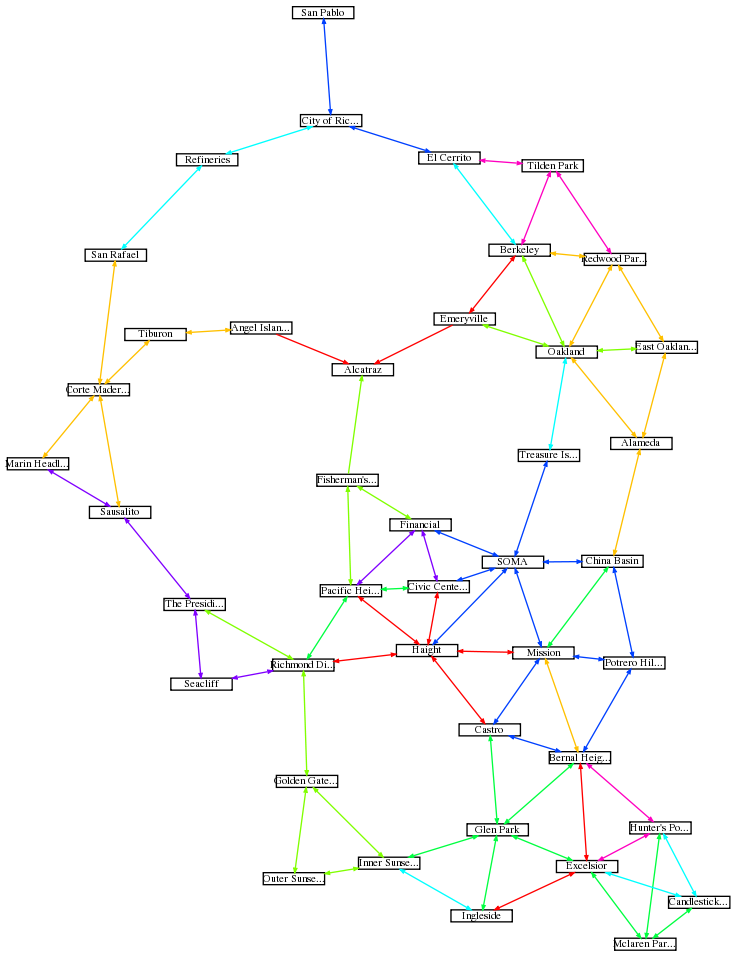 San Pablo
City of Ric...
El Cerrito
Refineries
Tilden Park
Berkeley
San Rafael
Redwood Par...
Emeryville
Angel Islan...
Tiburon
East Oaklan...
Oakland
Alcatraz
Corte Mader...
Alameda
Treasure Is...
Marin Headl...
Fisherman's...
Sausalito
Financial
SOMA
China Basin
Civic Cente...
Pacific Hei...
The Presidi...
Haight
Mission
Potrero Hil...
Richmond Di...
Seacliff
Castro
Bernal Heig...
Golden Gate...
Glen Park
Hunter's Po...
Inner Sunse...
Excelsior
Outer Sunse...
Candlestick...
Ingleside
Mclaren Par...